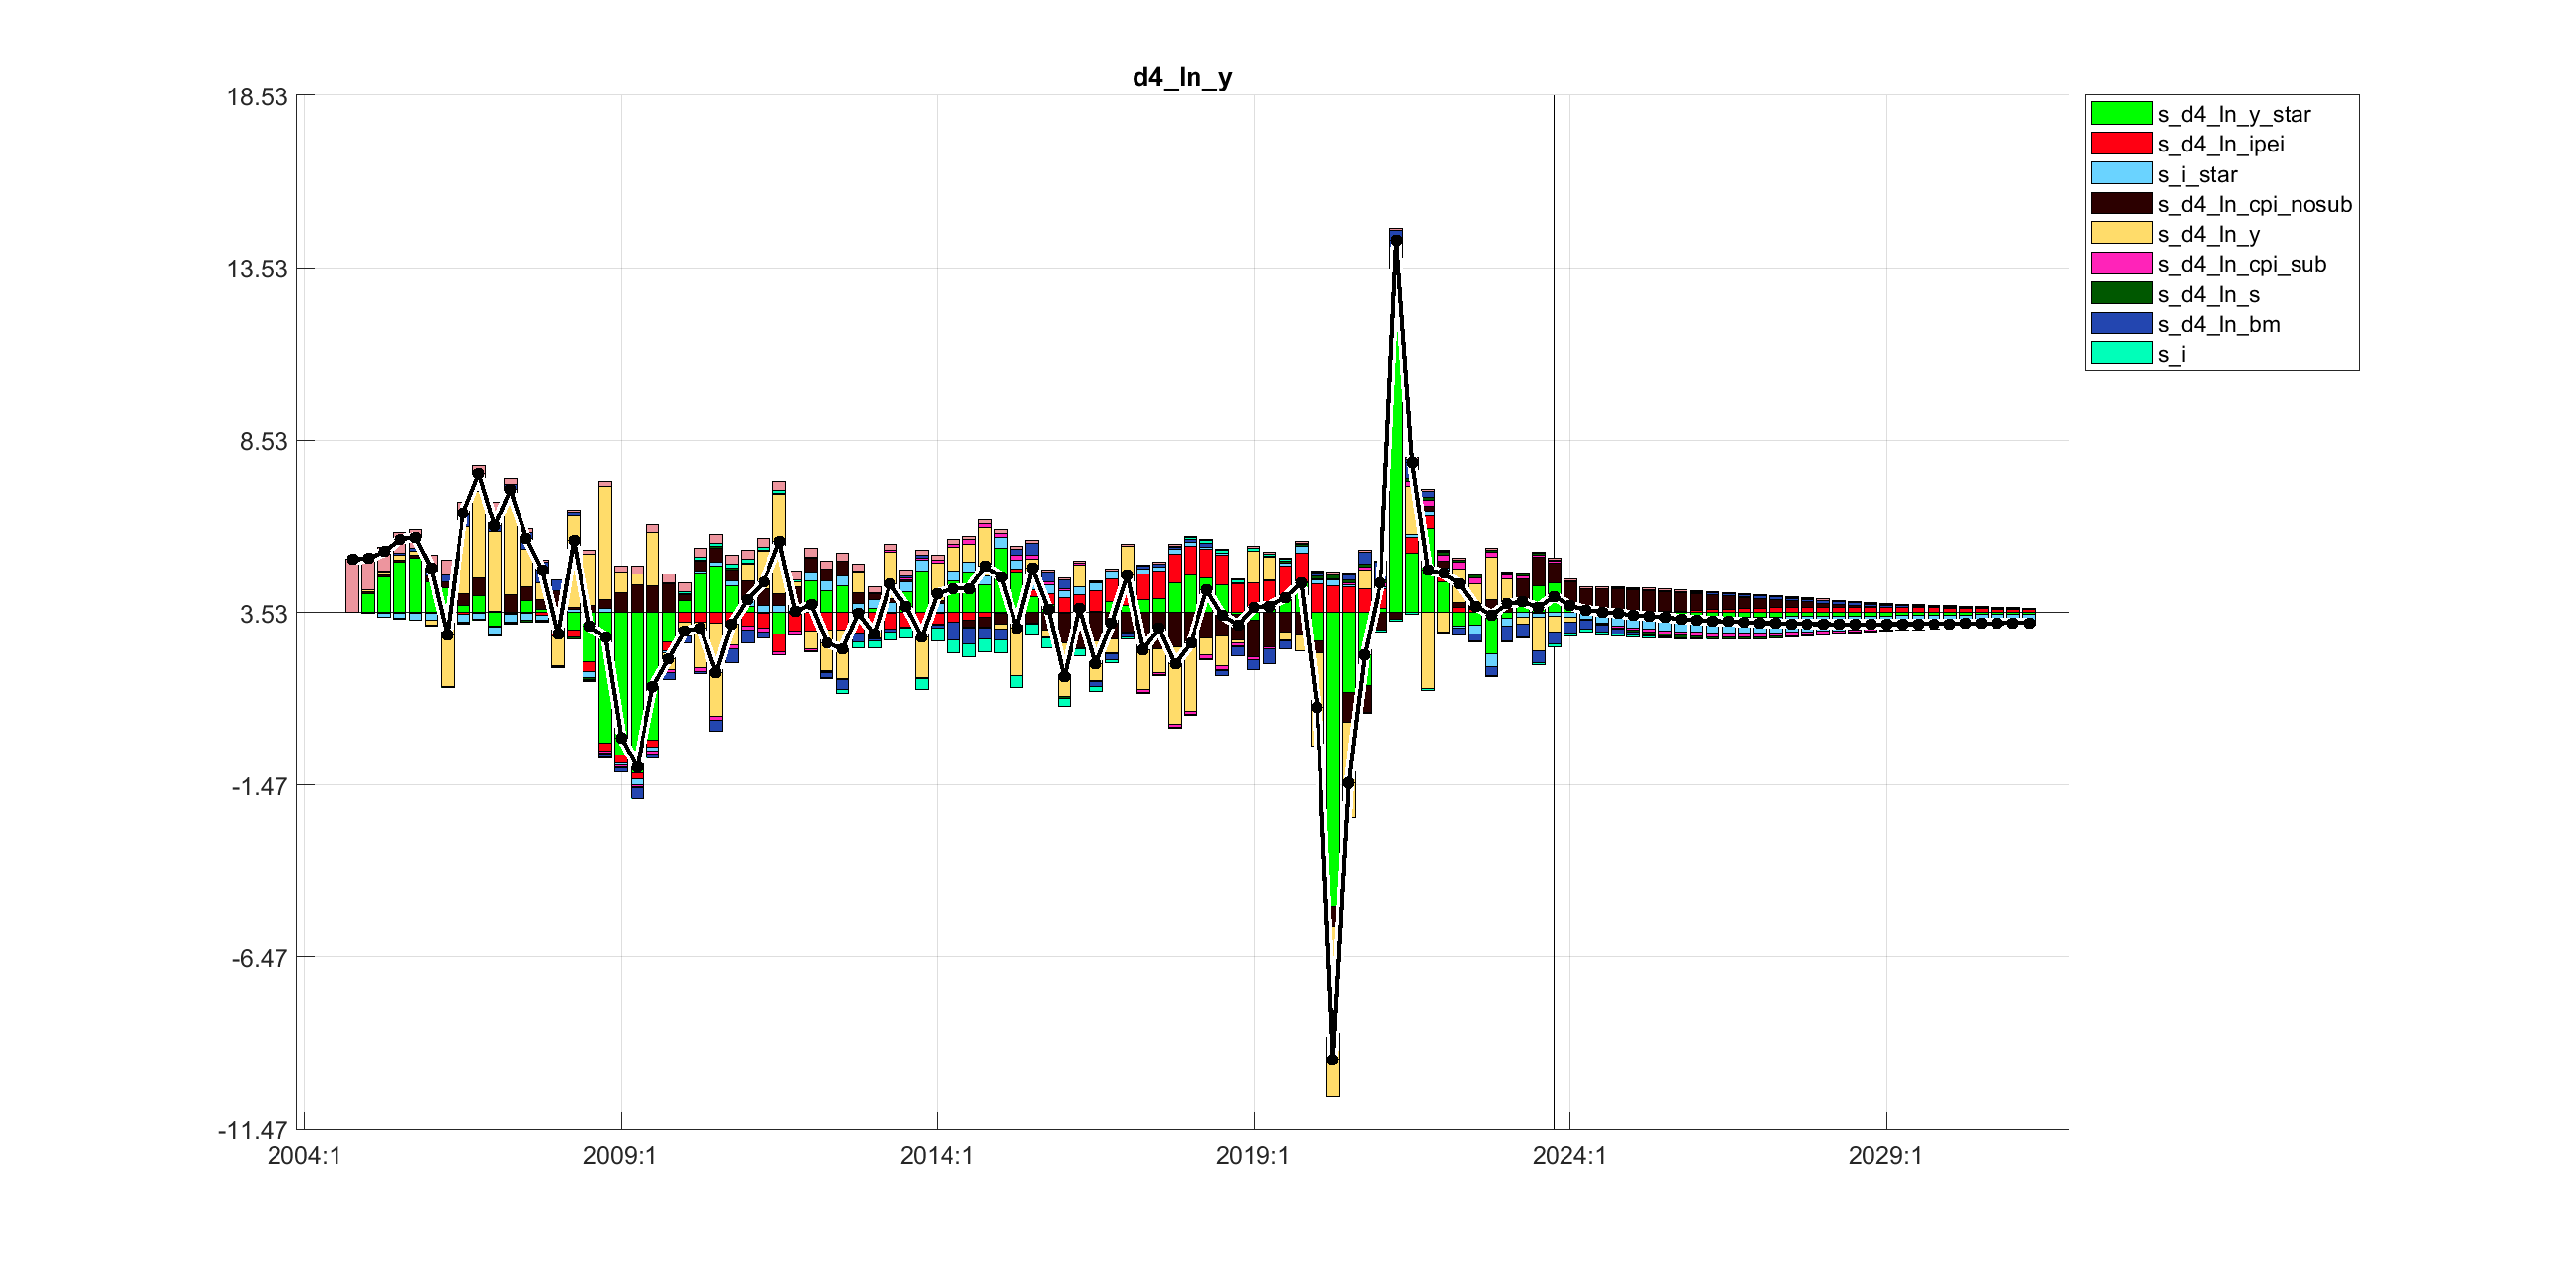 d4_ln_y
18.53
13.53
8.53
3.53
-1.47
-6.47
-11.47
2004:1
2009:1
2014:1
2019:1
2024:1
2029:1
s_d4_ln_y_star
s_d4_ln_ipei
s_i_star
s_d4_ln_cpi_nosub
s_d4_ln_y
s_d4_ln_cpi_sub
s_d4_ln_s
s_d4_ln_bm
s_i